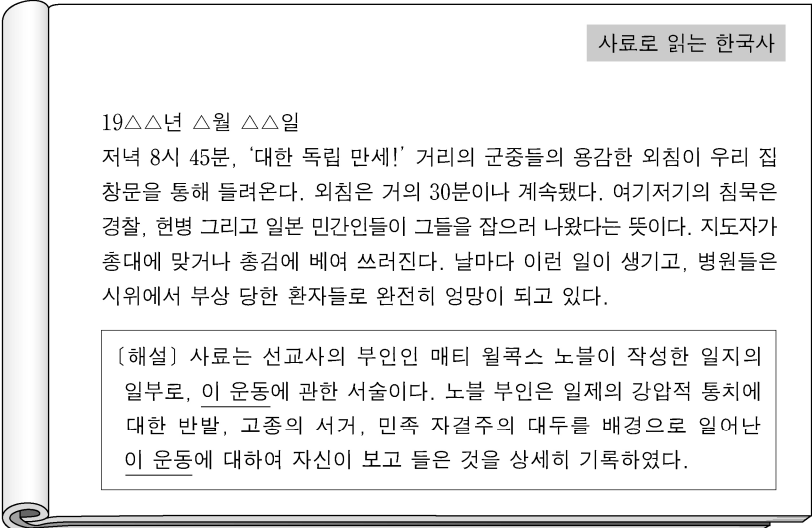 사료로 읽는 한국사
19△△년 △월 △△일
저녁 8시 45분, ‘대한 독립 만세!’ 거리의 군중들의 용감한 외침이 우리 집
창문을 통해 들려온다. 외침은 거의 30분이나 계속됐다. 여기저기의 침묵은
경찰, 헌병 그리고 일본 민간인들이 그들을 잡으러 나왔다는 뜻이다. 지도자가
총대에 맞거나 총검에 베여 쓰러진다. 날마다 이런 일이 생기고, 병원들은
시위에서 부상 당한 환자들로 완전히 엉망이 되고 있다.
〔해설〕 사료는 선교사의 부인인 매티 윌콕스 노블이 작성한 일지의
일부로, 이 운동에 관한 서술이다. 노블 부인은 일제의 강압적 통치에
대한 반발, 고종의 서거, 민족 자결주의 대두를 배경으로 일어난
이 운동에 대하여 자신이 보고 들은 것을 상세히 기록하였다.